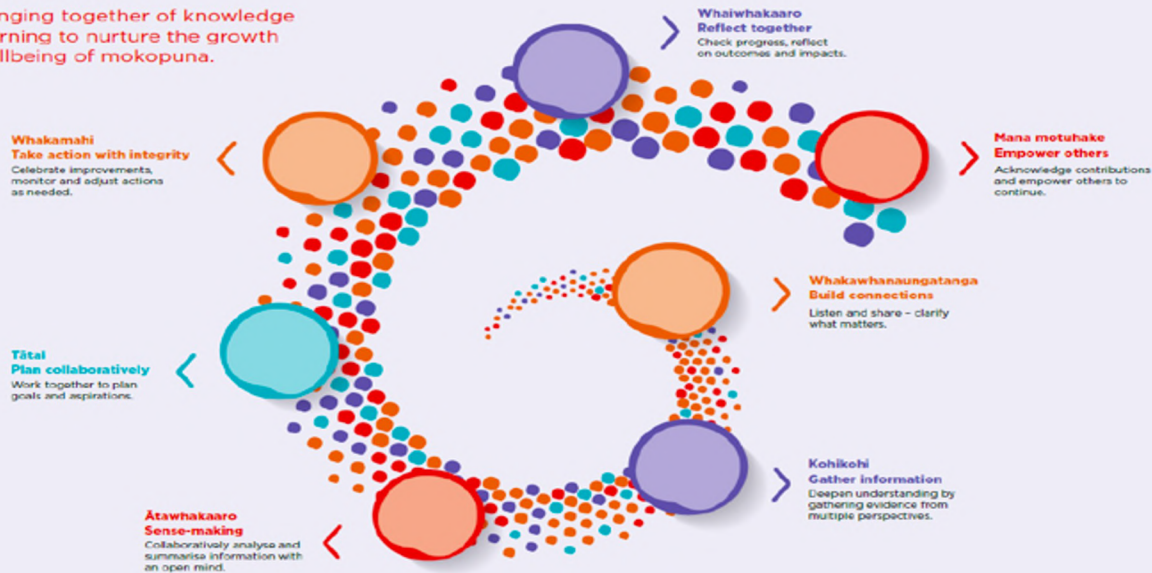 nging together of knowledge
rning to nurture the growth
llbeing of mokopuna.
Whaiwhakaaro
Reflect together
Check progress, reflect
on outcomes and impacts.
Whakamahi
Take action with integrity
Celebrate improvements,
monitor and adjust actions
as needed.
Mana motuhake
Empower others
Acknowledge contributions
and empower others to
continue.
Whakawhanaungatanga
Build connections
Listen and share – clarify
what matters.
Tātai
Plan collaboratively
Work together to plan
goals and aspirations.
Kohikohi
Gather information
Deepen understanding by
gathering evidence from
multiple perspectives.
Ātawhakaaro
Sense-making
Collaboratively analyse and
summarise information with
an open mind.